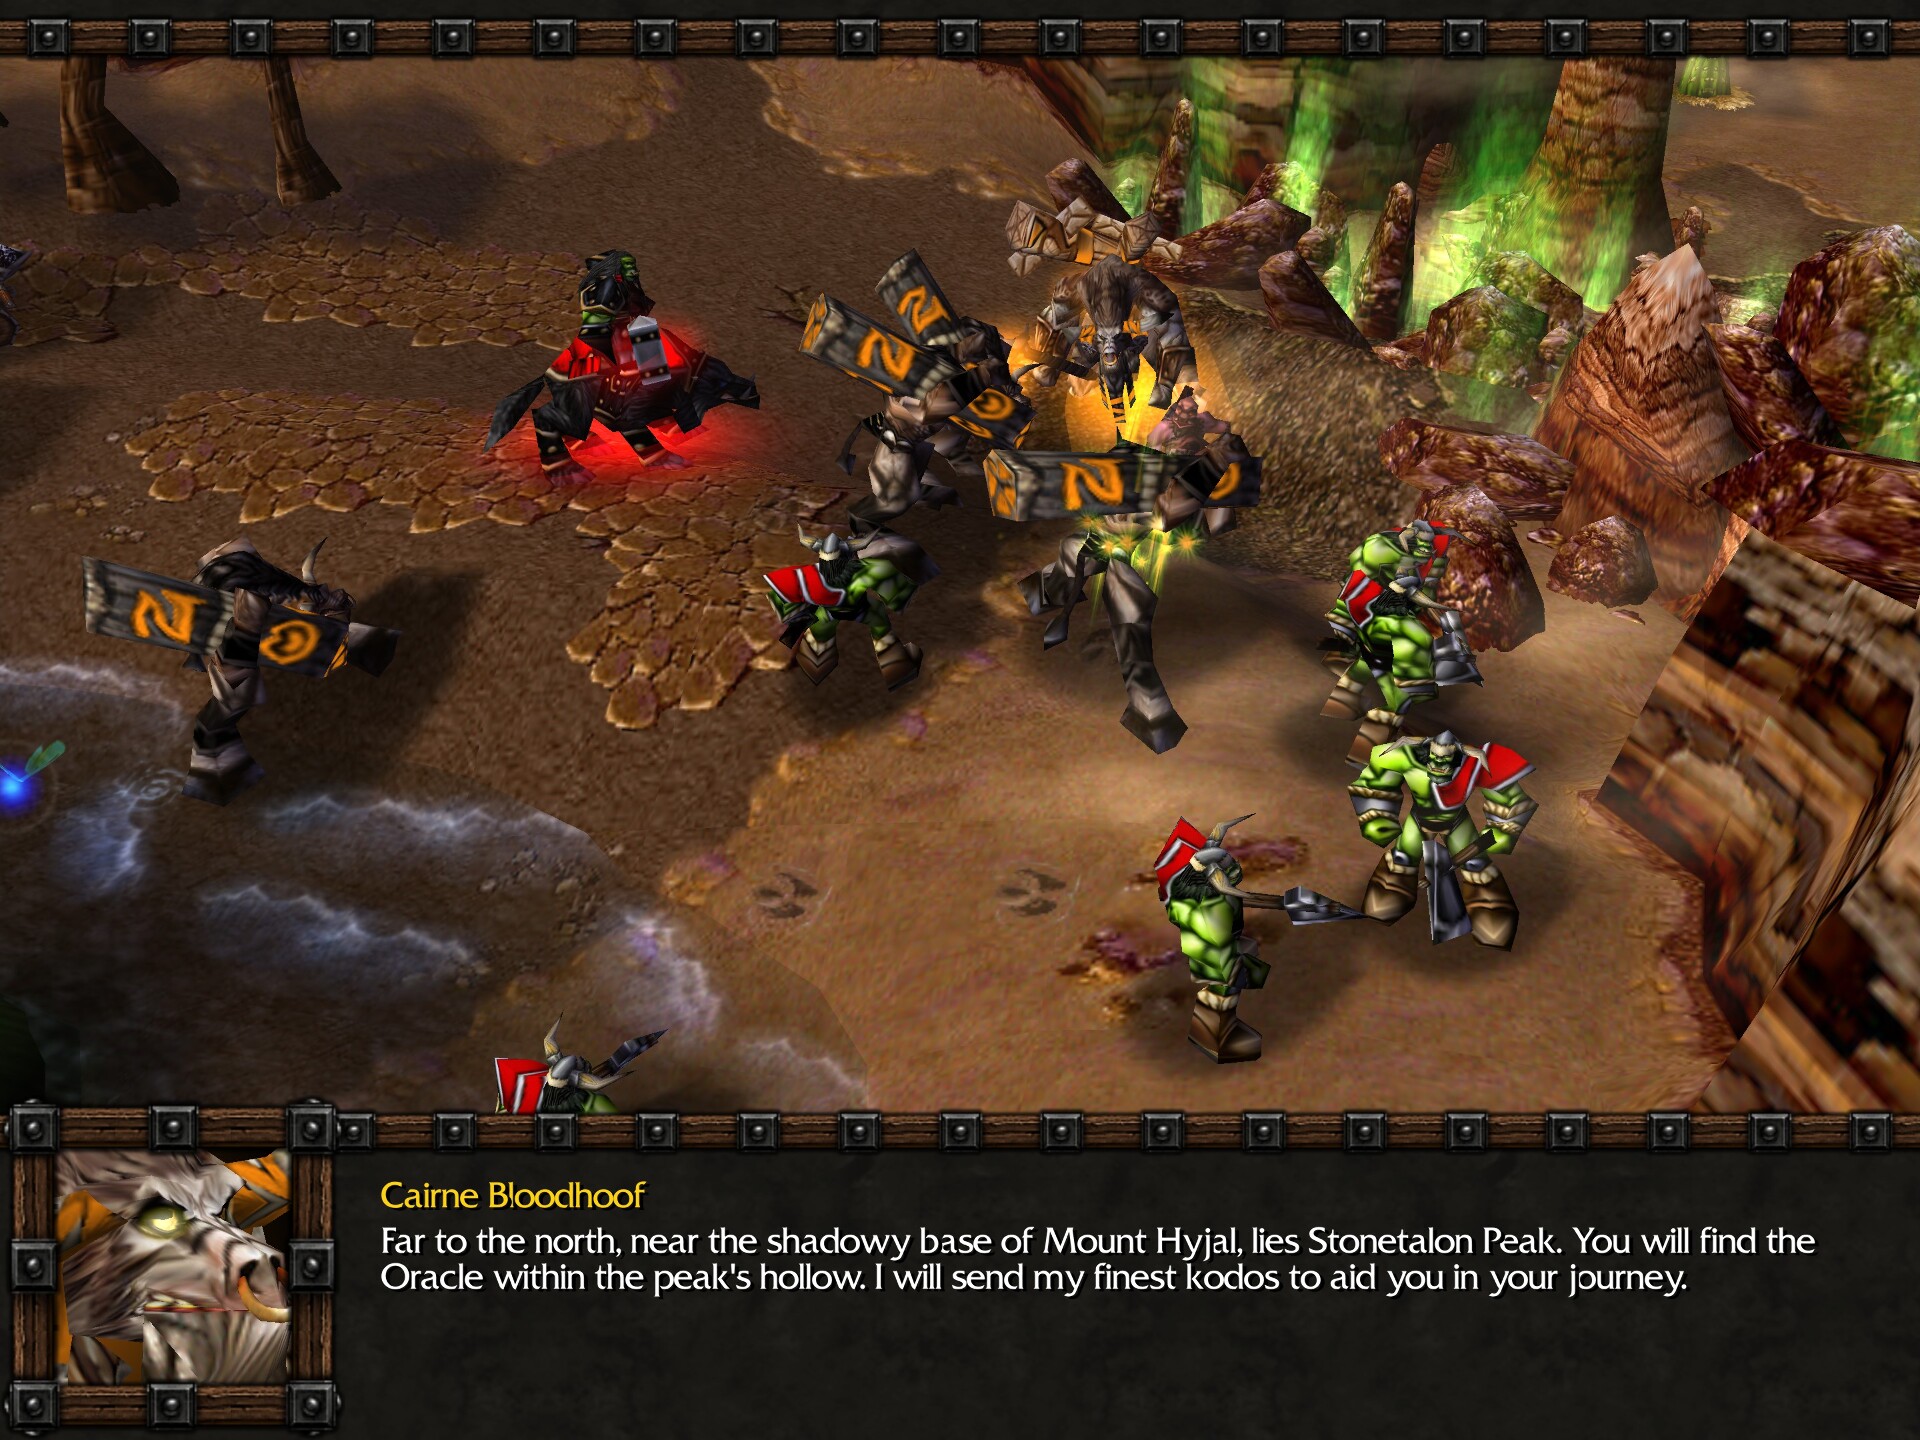 Cairne Bloodhoof
Far to the north, near the shadowy base of Mount Hyjal, lies Stonetalon Peak. You will find the
Oracle within the peak's hollow. I will send my finest kodos to aid you in your journey.